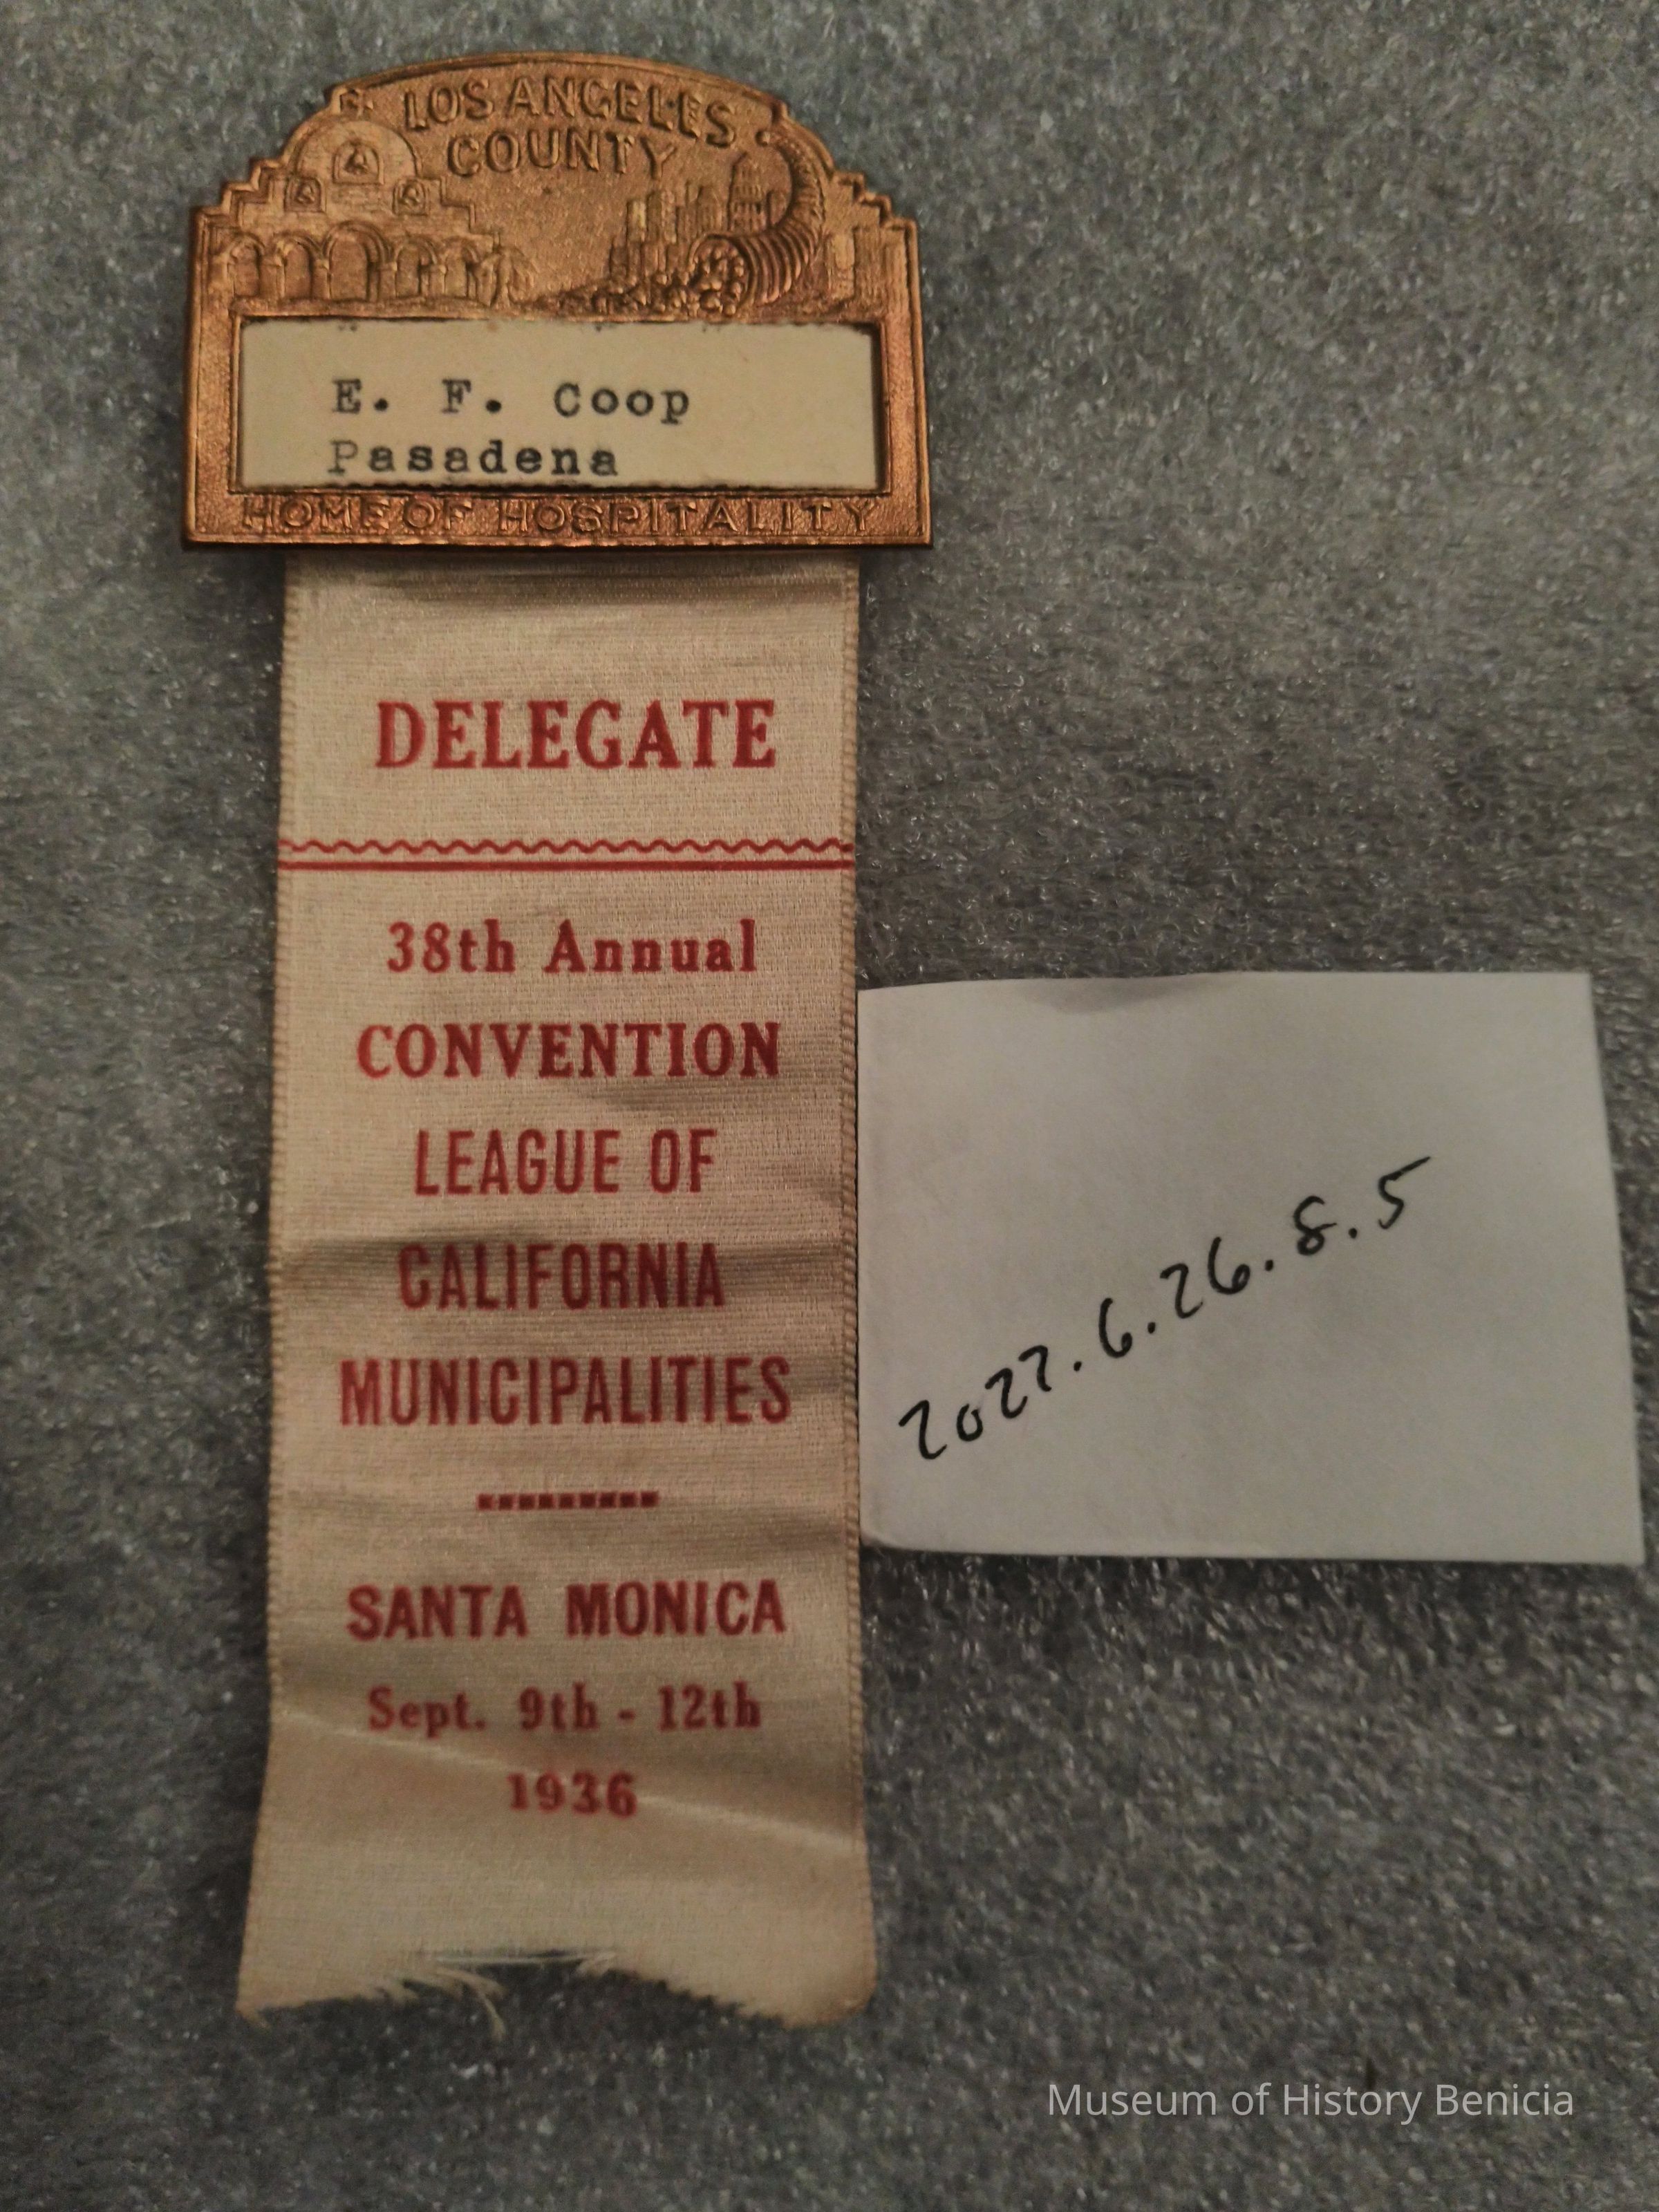 LOS ANGELES
COUNTY
E. F. Coop
Pasadena
HOME OF HOSPITALITY
DELEGATE
38th Annual
CONVENTION
LEAGUE OF
CALIFORNIA
MUNICIPALITIES
SANTA MONICA
Sept. 9th - 12th
1936
2022.6.26.8.5
Museum of History Benicia